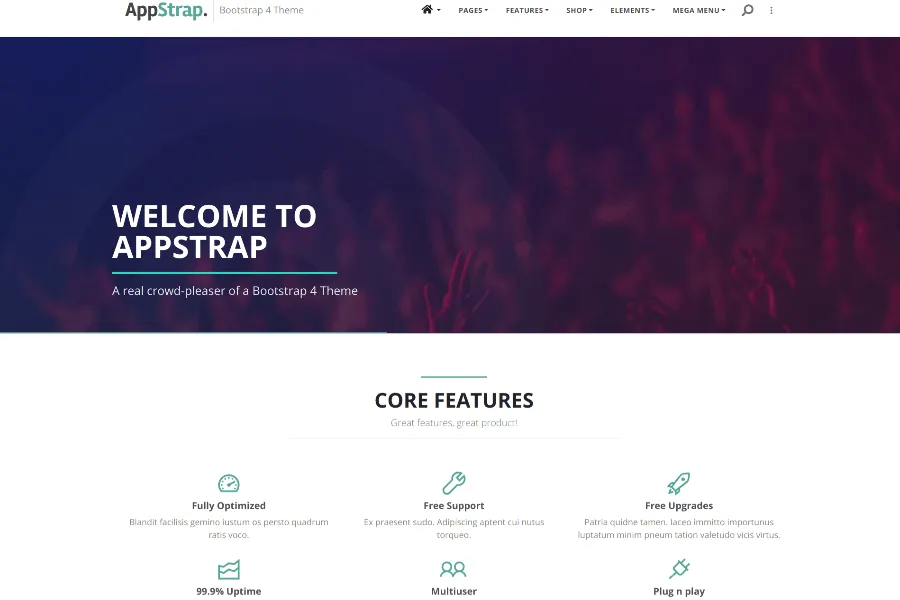 AppStrap. Bootstrap 4 Theme PAGES FEATURES SHOP ELEMENTS MEGA MENU
WELCOME TO
APPSTRAP
A real crowd-pleaser of a Bootstrap 4 Theme
CORE FEATURES
Great features, great product!
Fully Optimized
Blandit facilisis gemino iustum os persto quadrum
ratis voco.
Free Support
Ex praesent sudo. Adipiscing aptent cui nutus
torqueo.
Free Upgrades
Patria quidne tamen. Iaceo immitto importunus
luptatum minim pneum tation valetudo vicis virtus.
99.9% Uptime
Multiuser
Plug n play